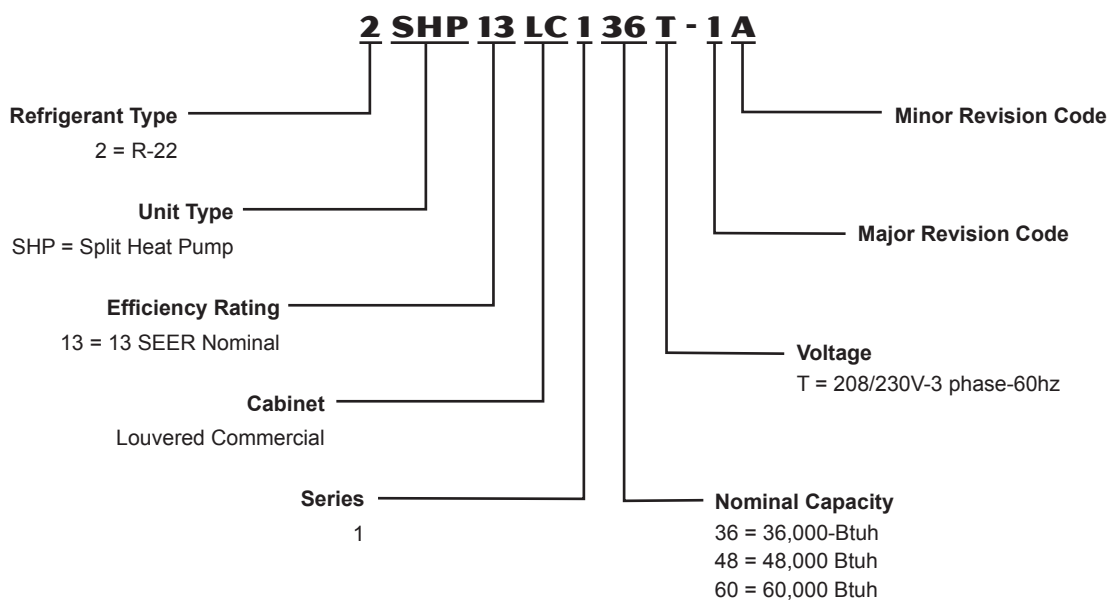 2 SHP 13 LC 1 36 T - 1 A
Refrigerant Type
2 = R-22
Minor Revision Code
Unit Type
SHP = Split Heat Pump
Major Revision Code
Efficiency Rating
13 = 13 SEER Nominal
Voltage
T = 208/230V-3 phase-60hz
Cabinet
Louvered Commercial
Series
1
Nominal Capacity
36 = 36,000-Btuh
48 = 48,000 Btuh
60 = 60,000 Btuh